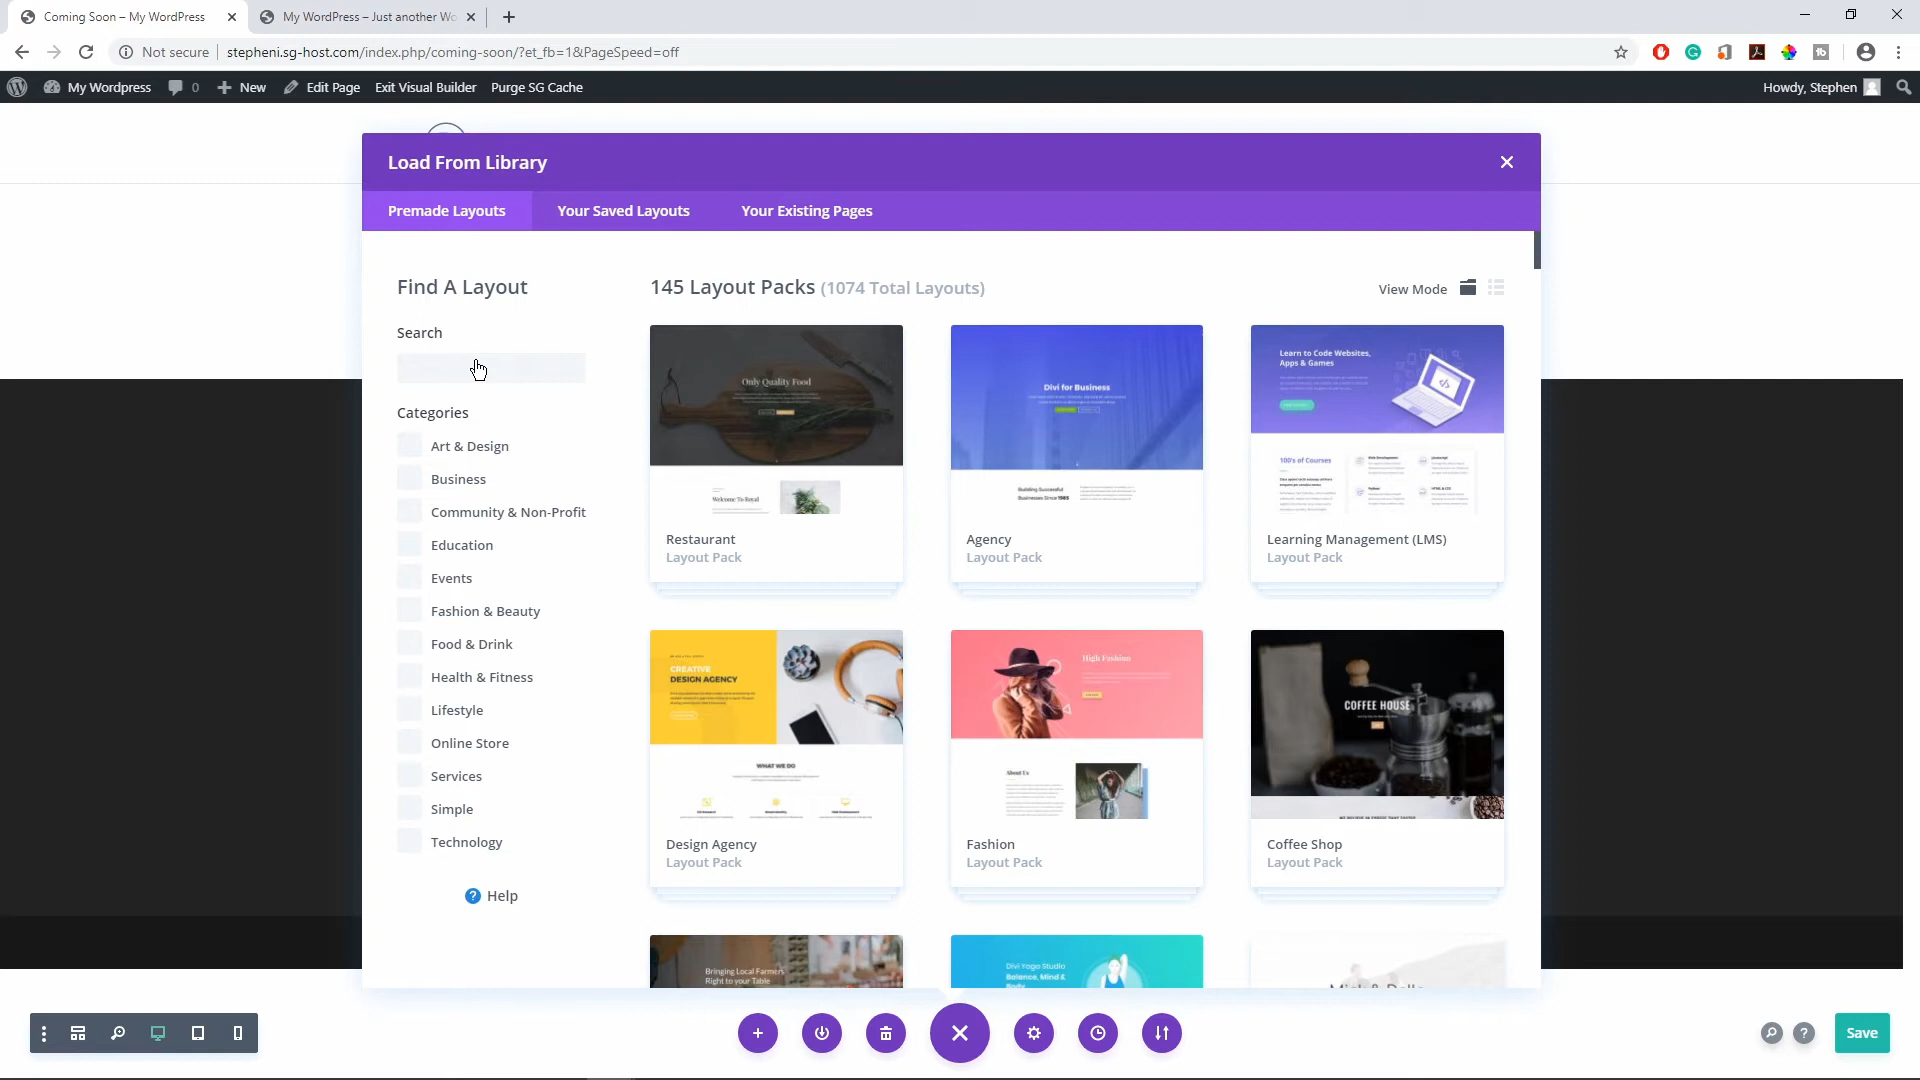 Coming Soon – My WordPress
My WordPress – Just another Wo
Not secure
stepheni.sg-host.com/index.php/coming-soon/?et_fb=1&PageSpeed=off
My Wordpress
0
New
Edit Page
Exit Visual Builder
Purge SG Cache
Howdy, Stephen
Load From Library
Premade Layouts
Your Saved Layouts
Your Existing Pages
Find A Layout
Search
Categories
Art & Design
Business
Community & Non-Profit
Education
Events
Fashion & Beauty
Food & Drink
Health & Fitness
Lifestyle
Online Store
Services
Simple
Technology
Help
145 Layout Packs (1074 Total Layouts)
View Mode
Only Quality Food
Welcome To Royal
Restaurant
Layout Pack
Divi for Business
Building Successful
Businesses Since 1983
Agency
Layout Pack
Learn to Code Websites,
Apps & Games
100's of Courses
Learning Management (LMS)
Layout Pack
CREATIVE
DESIGN AGENCY
WHAT WE DO
Design Agency
Layout Pack
High Fashion
About Us
Fashion
Layout Pack
COFFEE HOUSE
Coffee Shop
Layout Pack
Bringing Local Farmers
Right to your Table
Divi Yoga Studio
Balance, Mind &
Body
Save